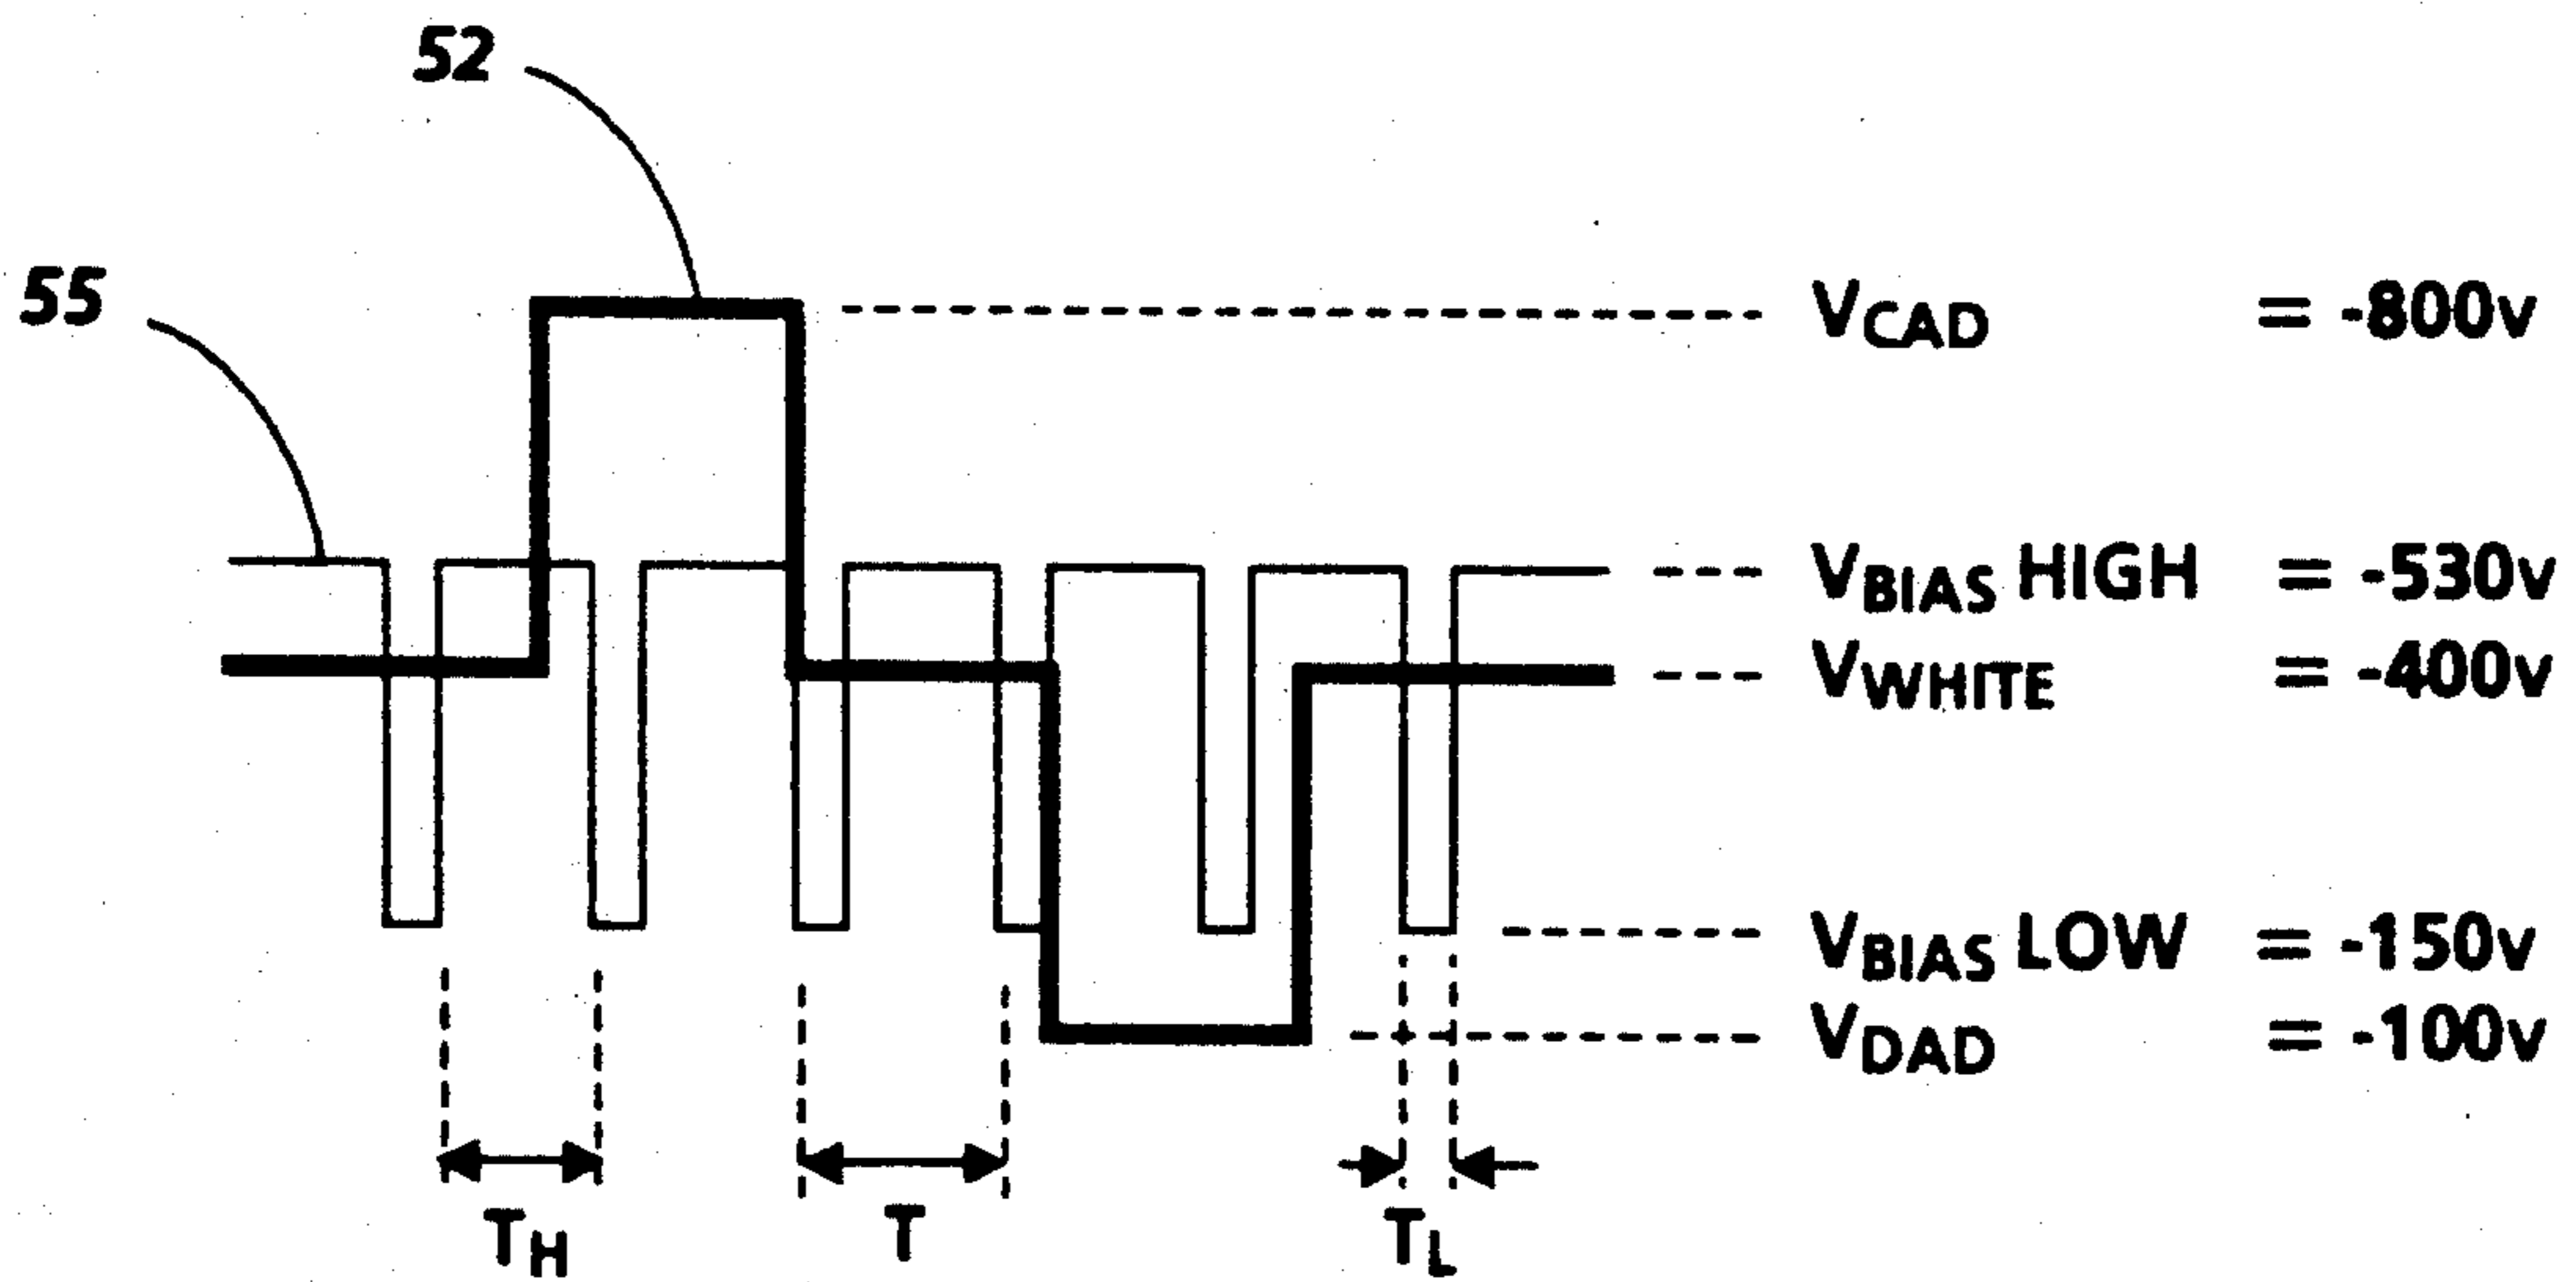 52
55
VCAD = -800v
VBIAS HIGH = -530v
VWHITE = -400v
VBIAS LOW = -150v
VDAD = -100v
TH T TL